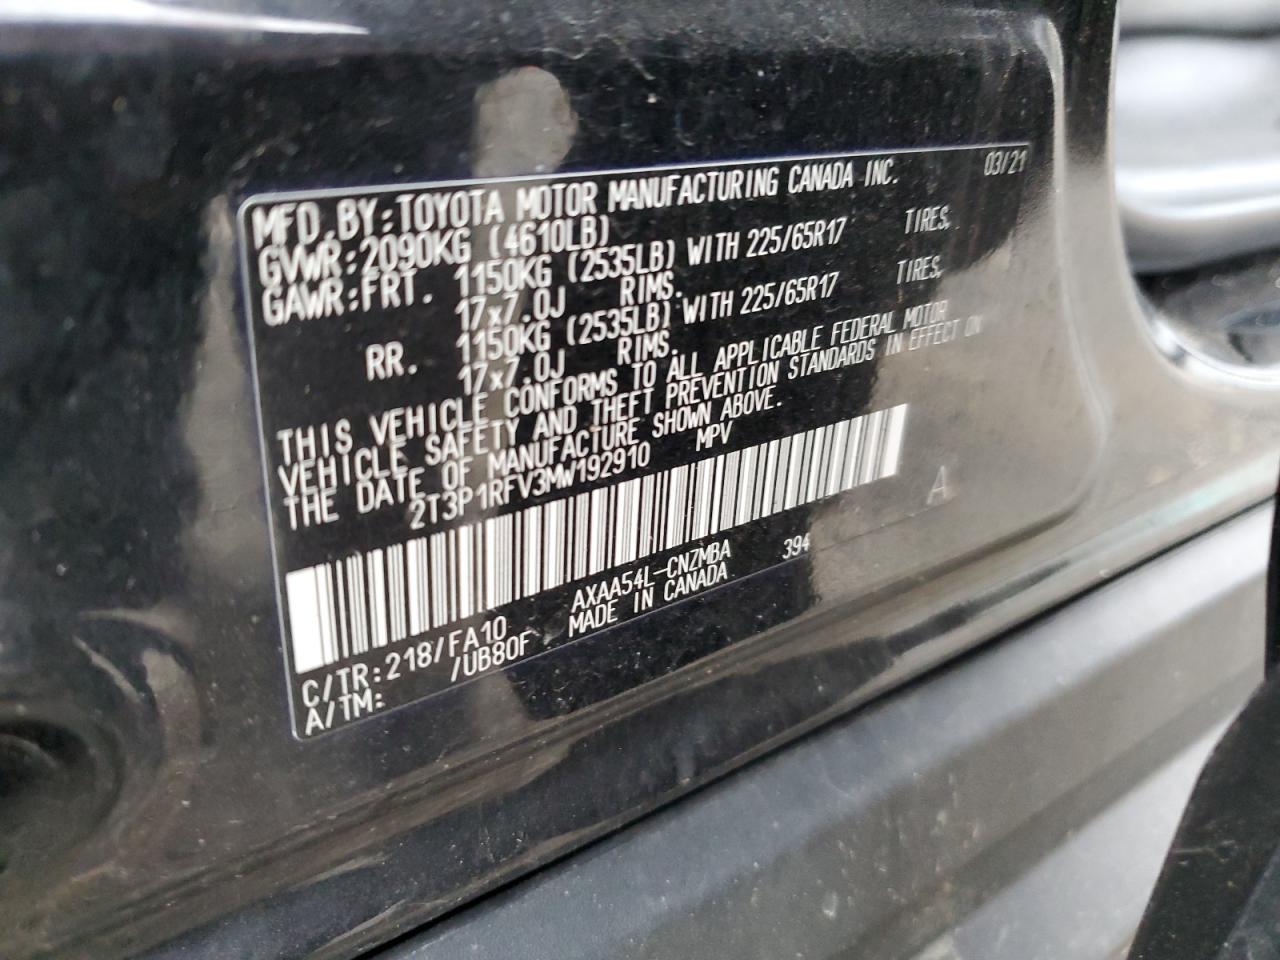 MFD. BY: TOYOTA MOTOR MANUFACTURING CANADA INC. 03/21
GVWR: 2090KG (4610LB)
GAWR: FRT. 1150KG (2535LB) WITH 225/65R17 TIRES,
17x7.0J RIMS.
RR. 1150KG (2535LB) WITH 225/65R17 TIRES,
17x7.0J RIMS.
THIS VEHICLE CONFORMS TO ALL APPLICABLE FEDERAL MOTOR
VEHICLE SAFETY AND THEFT PREVENTION STANDARDS IN EFFECT ON
THE DATE OF MANUFACTURE SHOWN ABOVE.
2T3P1RFV3MW192910 MPV
A
C/TR: 218/FA10 AXAA54L-CNZMBA 394
A/TM: /UB80F MADE IN CANADA